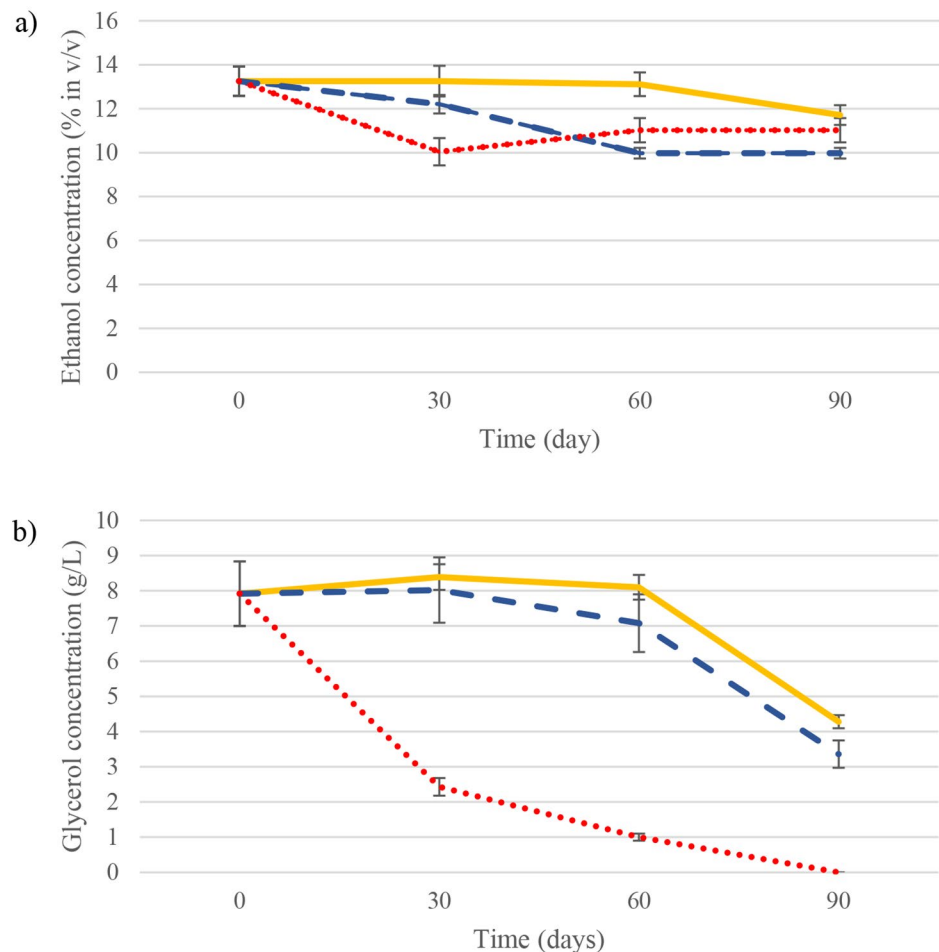 a)
Ethanol concentration (% in v/v)
16
14
12
10
8
6
4
2
0
0 30 60 90
Time (day)
b)
Glycerol concentration (g/L)
10
9
8
7
6
5
4
3
2
1
0
0 30 60 90
Time (days)